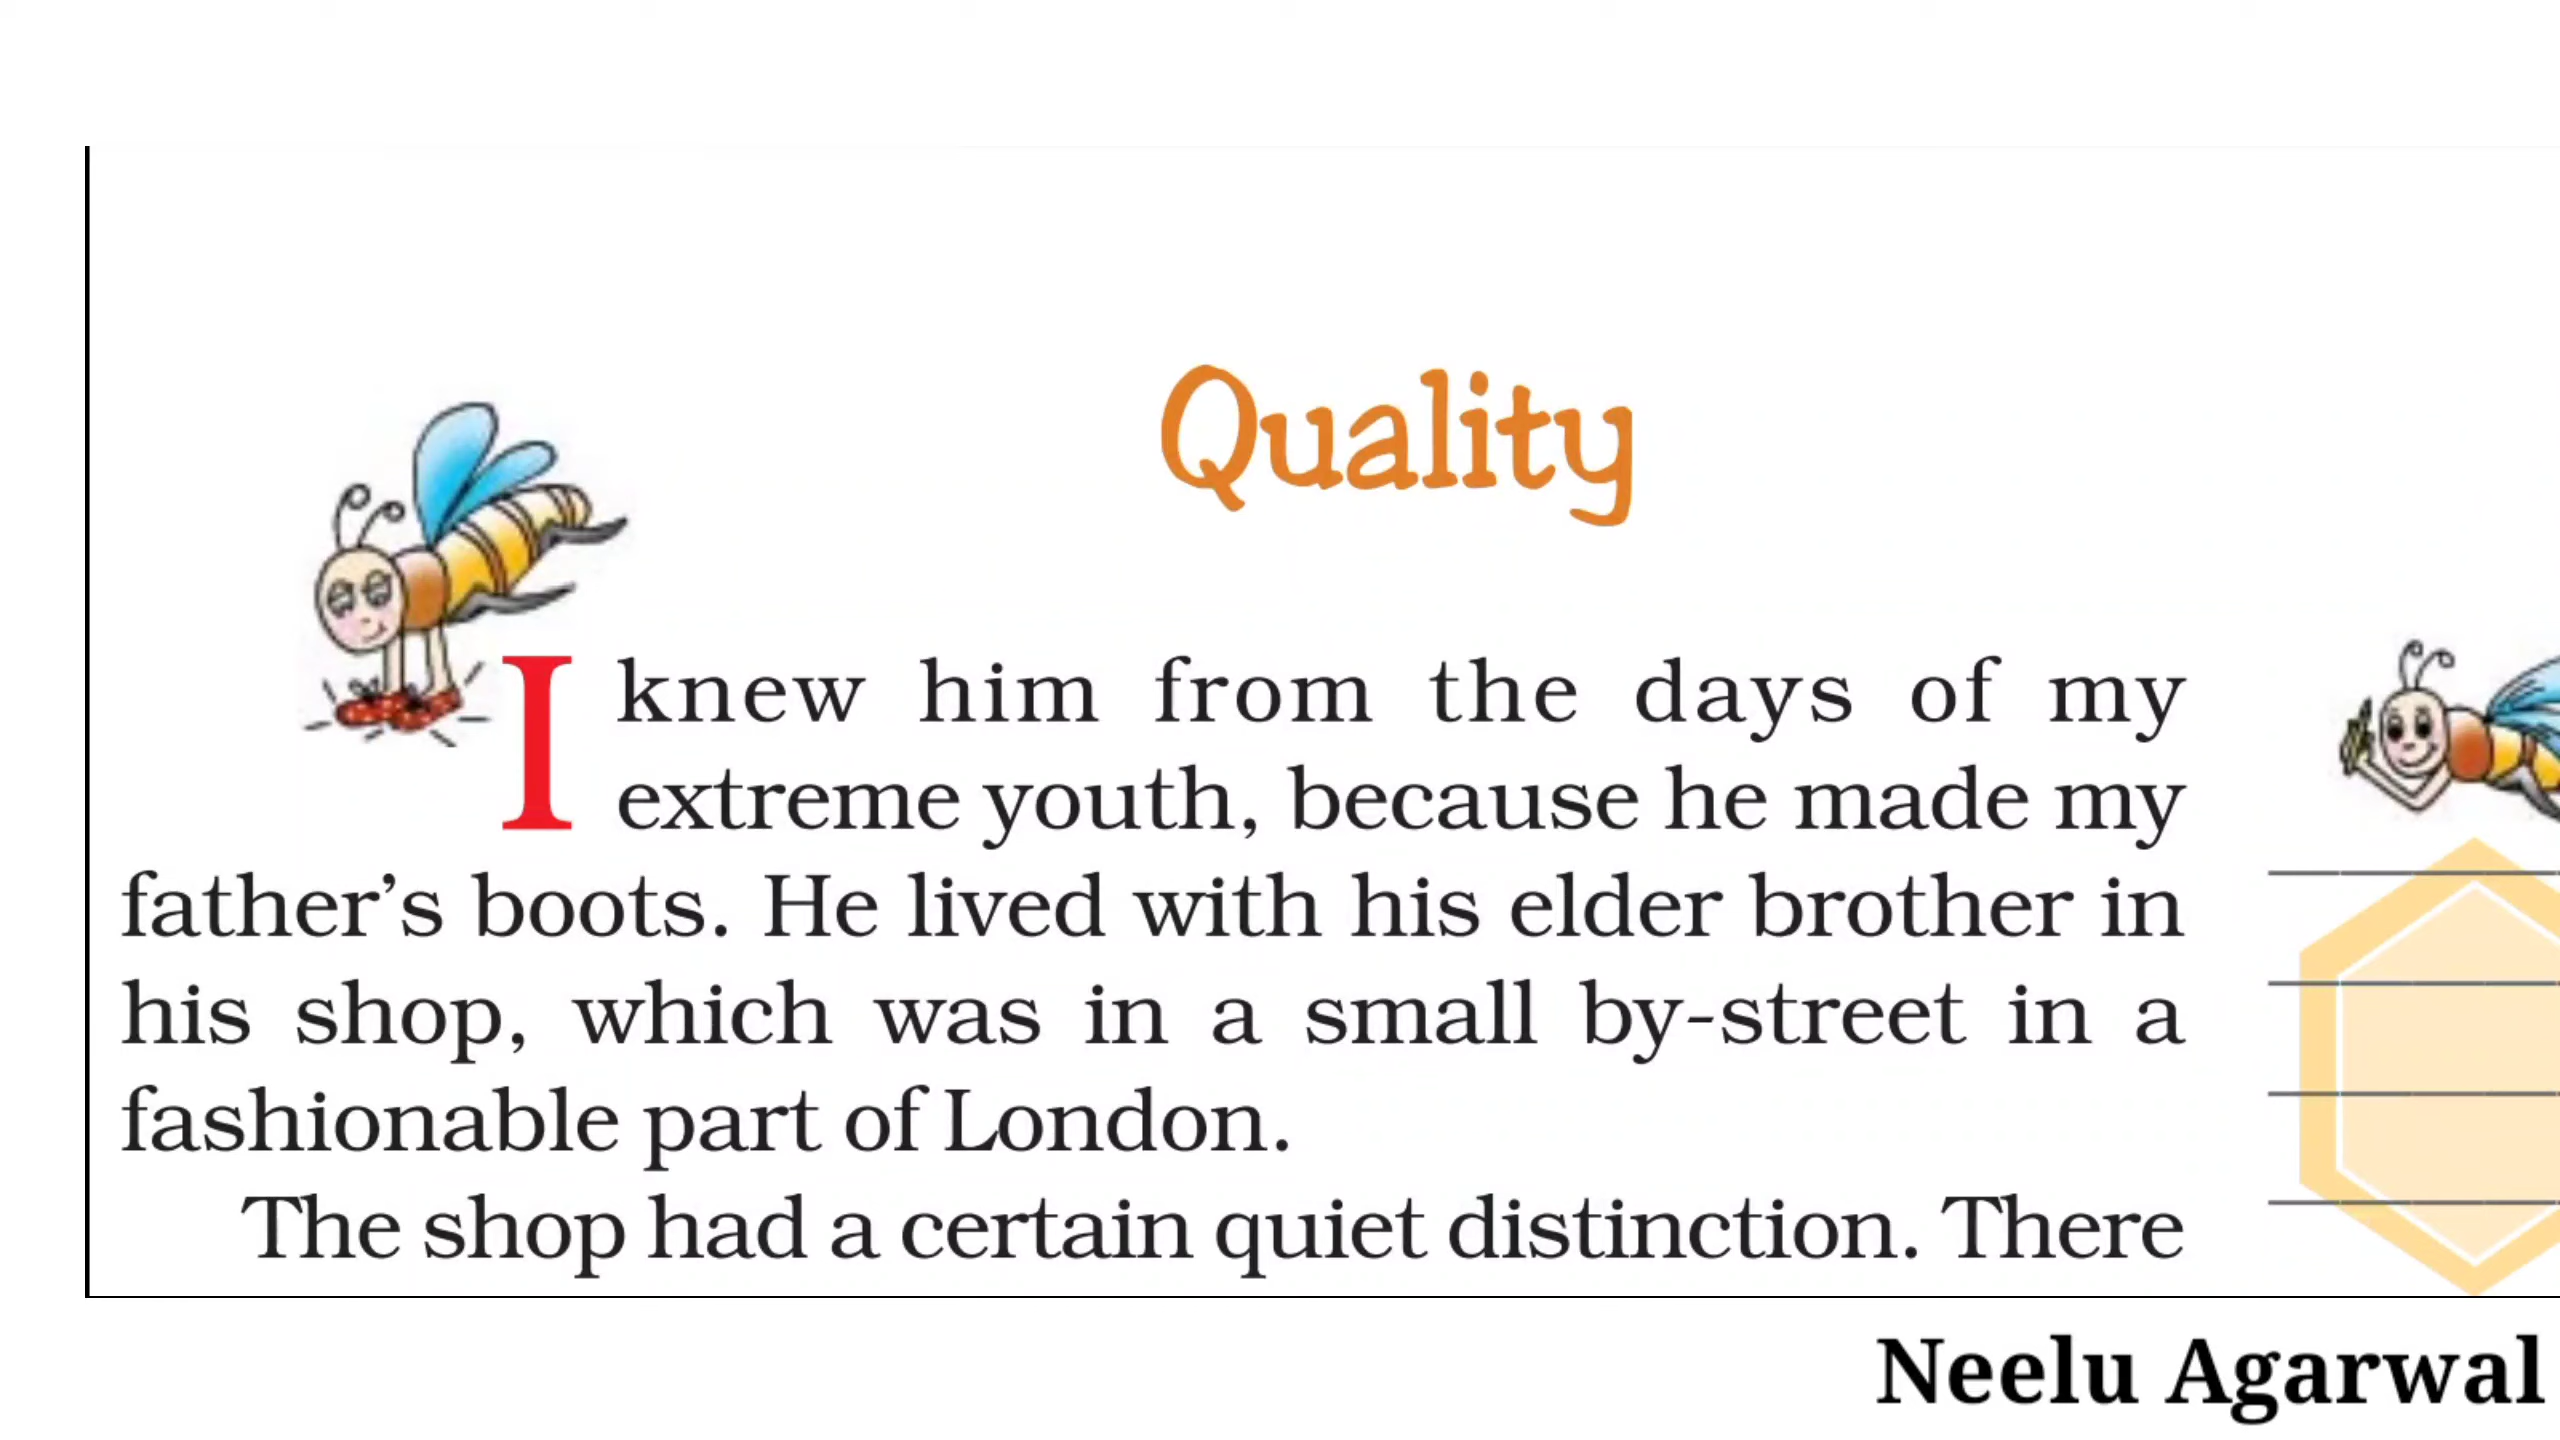 Quality
I knew him from the days of my
extreme youth, because he made my
father’s boots. He lived with his elder brother in
his shop, which was in a small by-street in a
fashionable part of London.
The shop had a certain quiet distinction. There
Neelu Agarwal